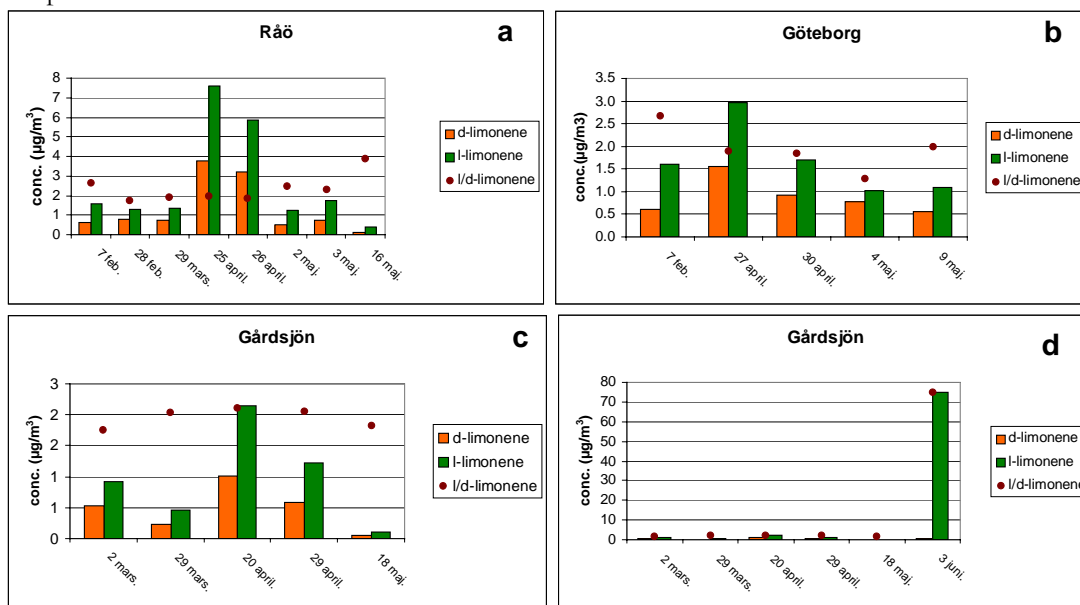 Råö
a
conc. (µg/m³)
8
7
6
5
4
3
2
1
0
7 feb.
28 feb.
29 mars.
25 april.
26 april.
2 maj.
3 maj.
16 maj.
d-limonene
l-limonene
l/d-limonene
Göteborg
b
conc.(µg/m3)
3.5
3.0
2.5
2.0
1.5
1.0
0.5
0.0
7 feb.
27 april.
30 april.
4 maj.
9 maj.
d-limonene
l-limonene
l/d-limonene
Gårdsjön
c
conc. (µg/m³)
3
2
2
1
1
0
2 mars.
29 mars.
20 april.
29 april.
18 maj.
d-limonene
l-limonene
l/d-limonene
Gårdsjön
d
conc. (µg/m³)
80
70
60
50
40
30
20
10
0
2 mars.
29 mars.
20 april.
29 april.
18 maj.
3 juni.
d-limonene
l-limonene
l/d-limonene